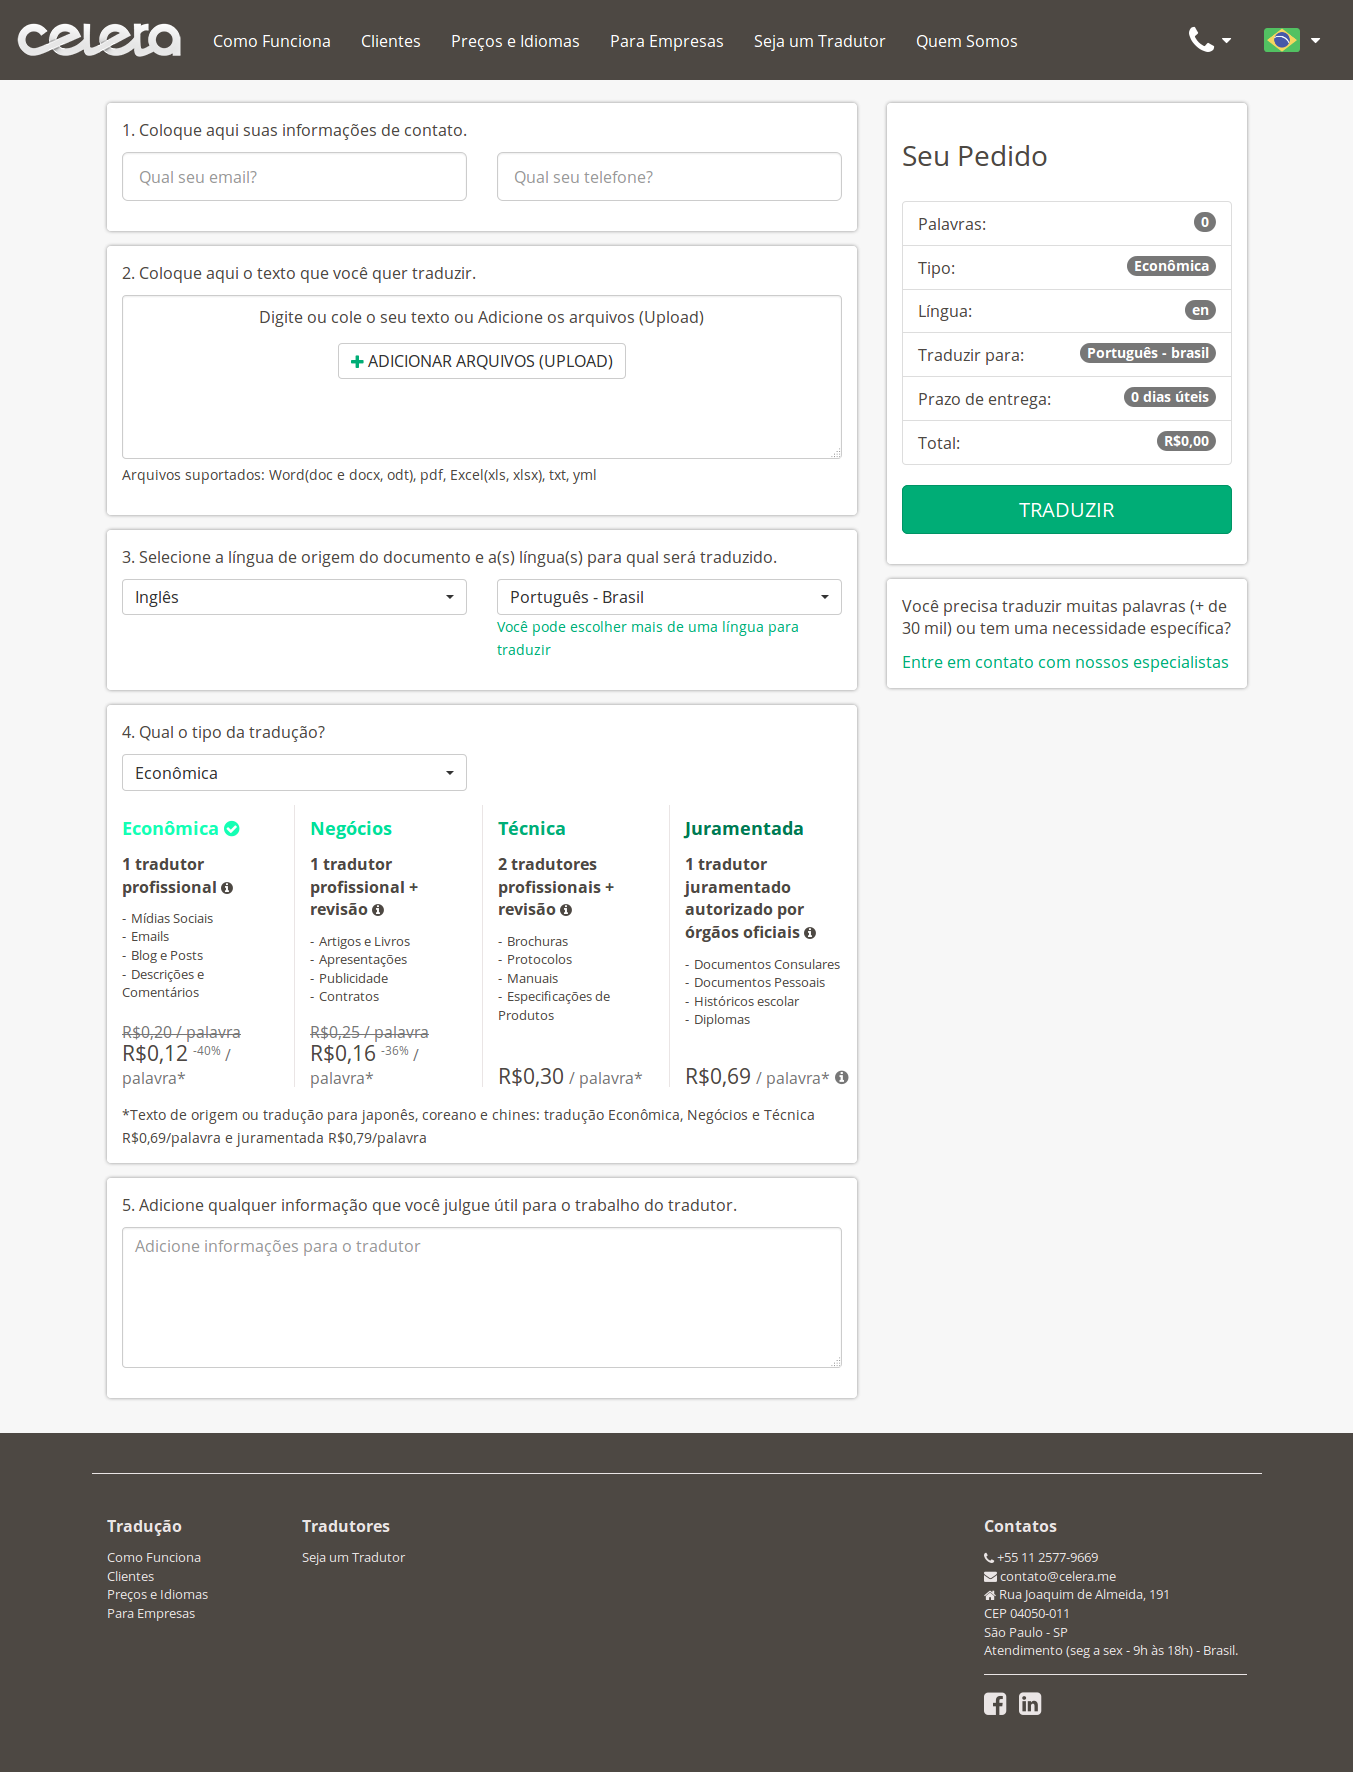 celera
Como Funciona
Clientes
Preços e Idiomas
Para Empresas
Seja um Tradutor
Quem Somos
1. Coloque aqui suas informações de contato.
Qual seu email?
Qual seu telefone?
2. Coloque aqui o texto que você quer traduzir.
Digite ou cole o seu texto ou Adicione os arquivos (Upload)
ADICIONAR ARQUIVOS (UPLOAD)
Arquivos suportados: Word(doc e docx, odt), pdf, Excel(xls, xlsx), txt, yml
3. Selecione a língua de origem do documento e a(s) língua(s) para qual será traduzido.
Inglês
Português - Brasil
Você pode escolher mais de uma língua para
traduzir
4. Qual o tipo da tradução?
Econômica
Econômica
1 tradutor
profissional
- Mídias Sociais
- Emails
- Blog e Posts
- Descrições e
Comentários
R$0,20 / palavra
R$0,12 -40% /
palavra*
Negócios
1 tradutor
profissional +
revisão
- Artigos e Livros
- Apresentações
- Publicidade
- Contratos
R$0,25 / palavra
R$0,16 -36% /
palavra*
Técnica
2 tradutores
profissionais +
revisão
- Brochuras
- Protocolos
- Manuais
- Especificações de
Produtos
R$0,30 / palavra*
Juramentada
1 tradutor
juramentado
autorizado por
órgãos oficiais
- Documentos Consulares
- Documentos Pessoais
- Históricos escolar
- Diplomas
R$0,69 / palavra*
*Texto de origem ou tradução para japonês, coreano e chines: tradução Econômica, Negócios e Técnica
R$0,69/palavra e juramentada R$0,79/palavra
5. Adicione qualquer informação que você julgue útil para o trabalho do tradutor.
Adicione informações para o tradutor
Seu Pedido
Palavras: 0
Tipo: Econômica
Língua: en
Traduzir para: Português - brasil
Prazo de entrega: 0 dias úteis
Total: R$0,00
TRADUZIR
Você precisa traduzir muitas palavras (+ de
30 mil) ou tem uma necessidade específica?
Entre em contato com nossos especialistas
Tradução
Como Funciona
Clientes
Preços e Idiomas
Para Empresas
Tradutores
Seja um Tradutor
Contatos
+55 11 2577-9669
contato@celera.me
Rua Joaquim de Almeida, 191
CEP 04050-011
São Paulo - SP
Atendimento (seg a sex - 9h às 18h) - Brasil.